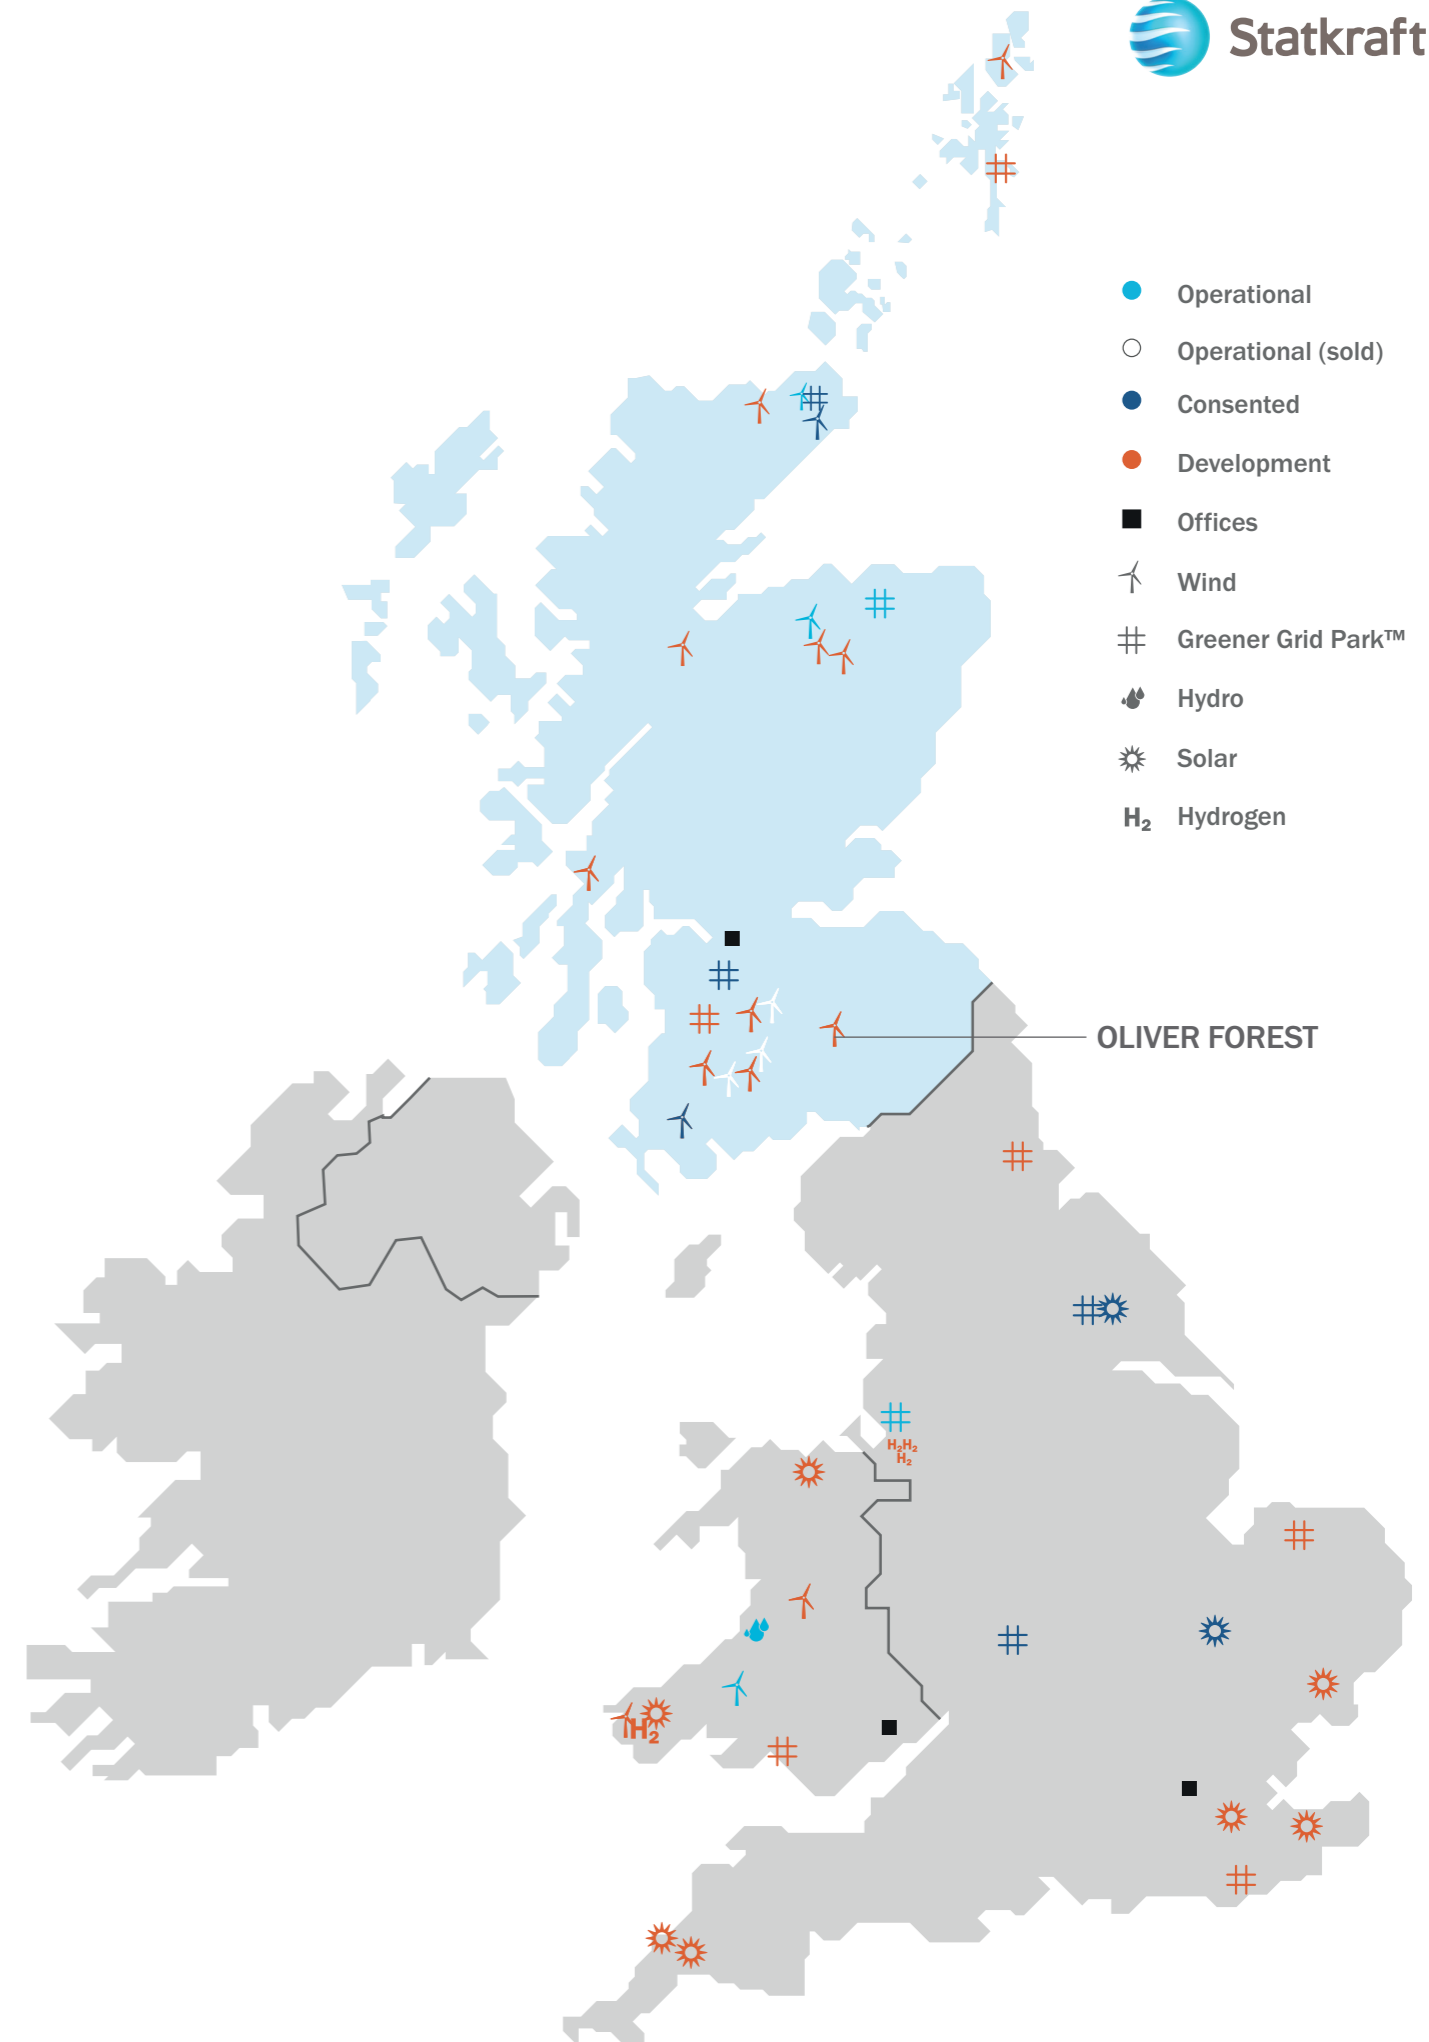 Statkraft
Operational
Operational (sold)
Consented
Development
Offices
Wind
Greener Grid Park™
Hydro
Solar
H₂ Hydrogen
OLIVER FOREST
H₂H₂
H₂
H₂